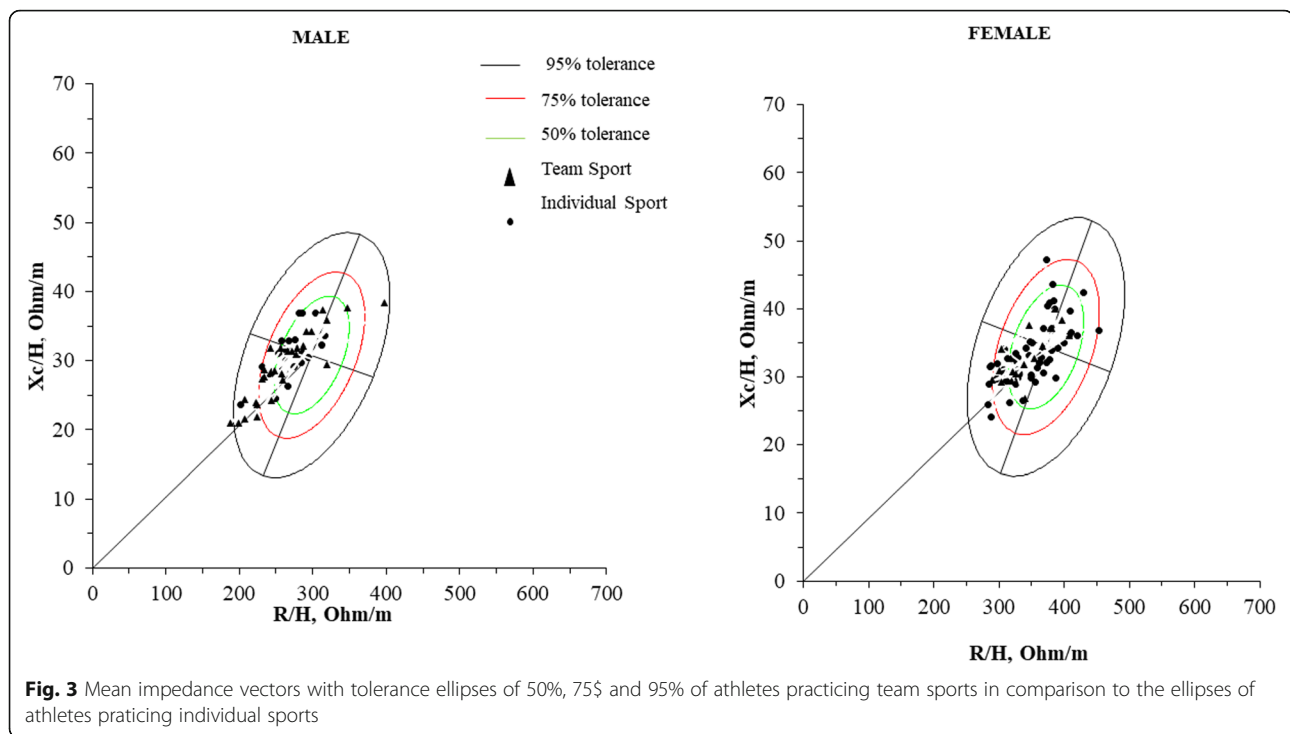 MALE
FEMALE
95% tolerance
75% tolerance
50% tolerance
Team Sport
Individual Sport
Xc/H, Ohm/m
70
60
50
40
30
20
10
0
0 100 200 300 400 500 600 700
R/H, Ohm/m
Xc/H, Ohm/m
70
60
50
40
30
20
10
0
0 100 200 300 400 500 600 700
R/H, Ohm/m
Fig. 3 Mean impedance vectors with tolerance ellipses of 50%, 75$ and 95% of athletes practicing team sports in comparison to the ellipses of
athletes praticing individual sports